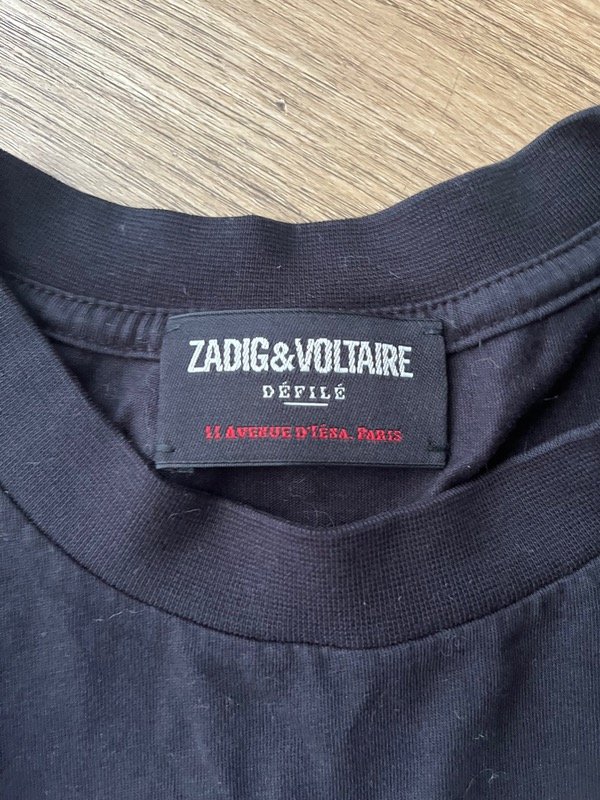 ZADIG&VOLTAIRE
DÉFILÉ
11 AVENUE D'IÉNA, PARIS